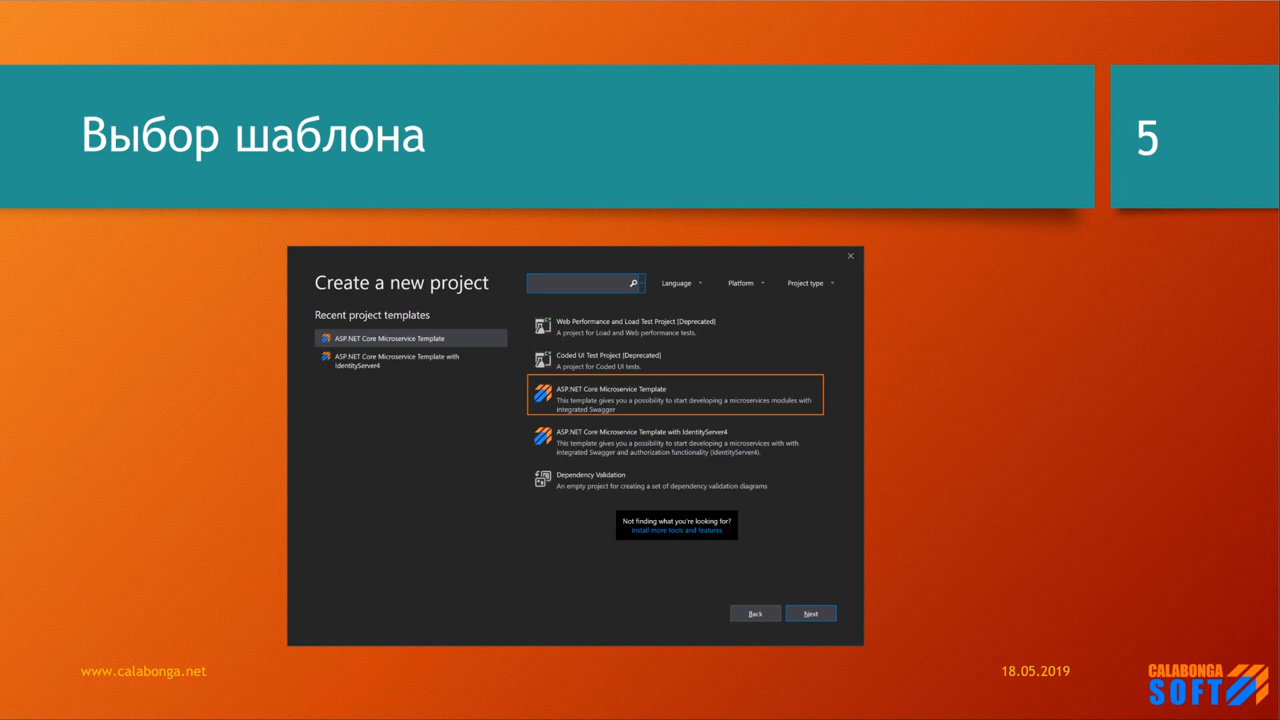 Выбор шаблона
5
Create a new project
Language
Platform
Project type
Recent project templates
ASP.NET Core Microservice Template
ASP.NET Core Microservice Template with
IdentityServer4
Web Performance and Load Test Project [Deprecated]
A project for Load and Web performance tests.
Coded UI Test Project [Deprecated]
A project for Coded UI tests.
ASP.NET Core Microservice Template
This template gives you a possibility to start developing a microservices modules with
integrated Swagger
ASP.NET Core Microservice Template with IdentityServer4
This template gives you a possibility to start developing a microservices with with
integrated Swagger and authorization functionality (IdentityServer4).
Dependency Validation
An empty project for creating a set of dependency validation diagrams
Not finding what you're looking for?
Install more tools and features
Back
Next
www.calabonga.net
18.05.2019
CALABONGA
SOFT